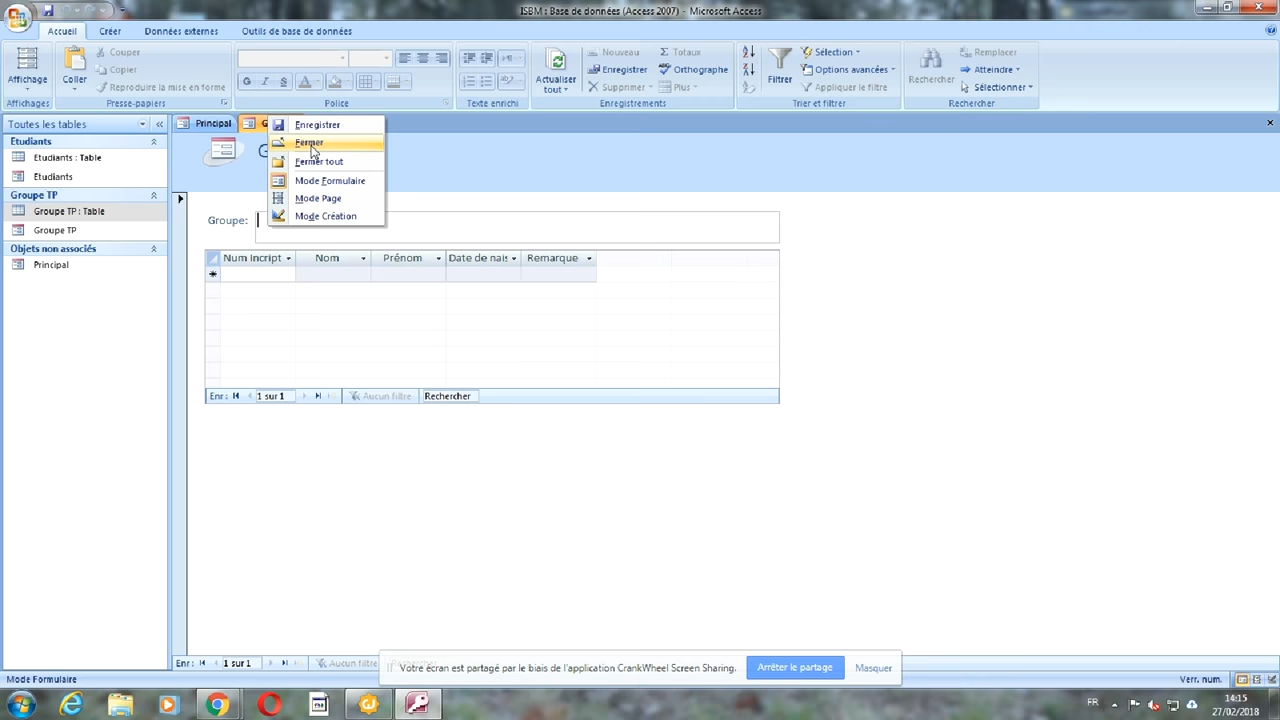 ISBM : Base de données (Access 2007) - Microsoft Access
Accueil Créer Données externes Outils de base de données
Affichage
Affichages
Coller
Couper
Copier
Reproduire la mise en forme
Presse-papiers
G I S
Police
Texte enrichi
Actualiser tout
Nouveau
Enregistrer
Supprimer
Totaux
Orthographe
Plus
Enregistrements
Filtrer
Sélection
Options avancées
Appliquer le filtre
Trier et filtrer
Rechercher
Remplacer
Atteindre
Sélectionner
Rechercher
Toutes les tables
Etudiants
Etudiants : Table
Etudiants
Groupe TP
Groupe TP : Table
Groupe TP
Objets non associés
Principal
Principal G
G
Enregistrer
Fermer
Fermer tout
Mode Formulaire
Mode Page
Mode Création
Groupe:
Num Incript Nom Prénom Date de nais Remarque
Enr : 1 sur 1 Aucun filtre Rechercher
Enr : 1 sur 1 Aucun filtre
Votre écran est partagé par le biais de l'application CrankWheel Screen Sharing. Arrêter le partage Masquer
Mode Formulaire Verr. num.
FR 14:15
27/02/2018